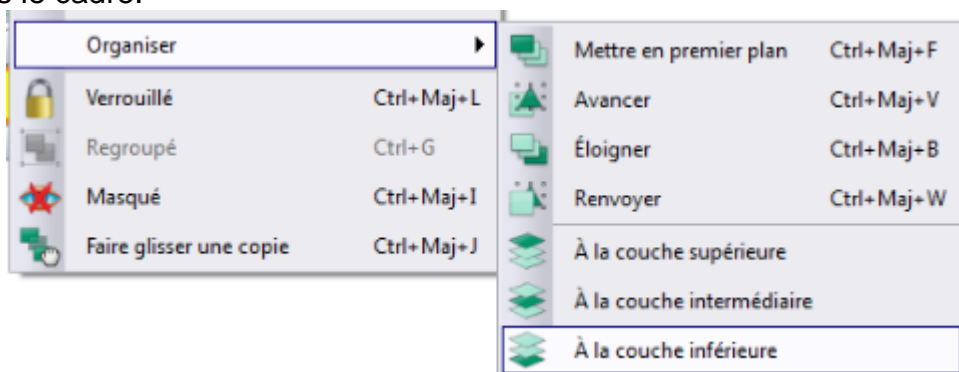 le cadre.
Organiser
Verrouillé Ctrl+Maj+L
Regroupé Ctrl+G
Masqué Ctrl+Maj+I
Faire glisser une copie Ctrl+Maj+J
Mettre en premier plan Ctrl+Maj+F
Avancer Ctrl+Maj+V
Éloigner Ctrl+Maj+B
Renvoyer Ctrl+Maj+W
À la couche supérieure
À la couche intermédiaire
À la couche inférieure